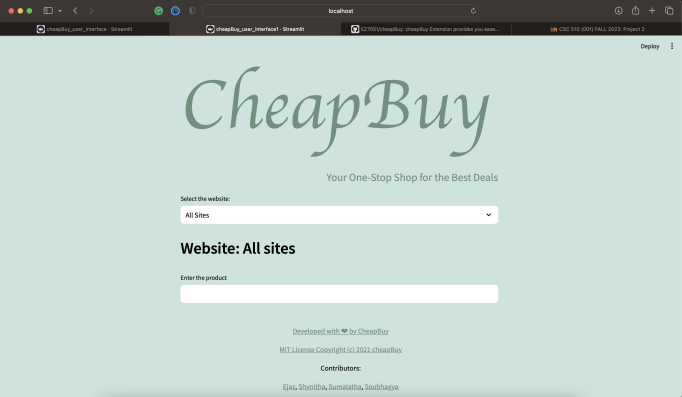 localhost
cheapBuy_user_interface - Streamlit
cheapBuy_user_interface1 - Streamlit
EZ7051/cheapBuy: cheapBuy Extension provides you ease...
CSC 510 (001) FALL 2023: Project 2
Deploy
CheapBuy
Your One-Stop Shop for the Best Deals
Select the website:
All Sites
Website: All sites
Enter the product
Developed with ❤ by CheapBuy
MIT License Copyright (c) 2021 cheapBuy
Contributors:
Ejaz, Shynitha, Sumalatha, Soubhagya